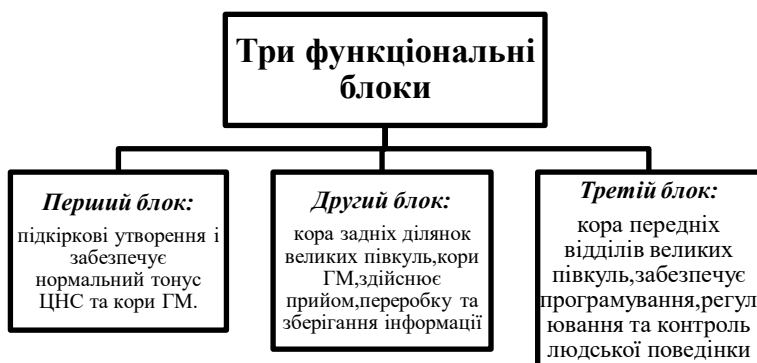 Три функціональні
блоки
Перший блок:
підкіркові утворення і
забезпечує
нормальний тонус
ЦНС та кори ГМ.
Другий блок:
кора задніх ділянок
великих півкуль,кори
ГМ,здійснює
прийом,переробку та
зберігання інформації
Третій блок:
кора передніх
відділів великих
півкуль,забезпечує
програмування,регул
ювання та контроль
людської поведінки